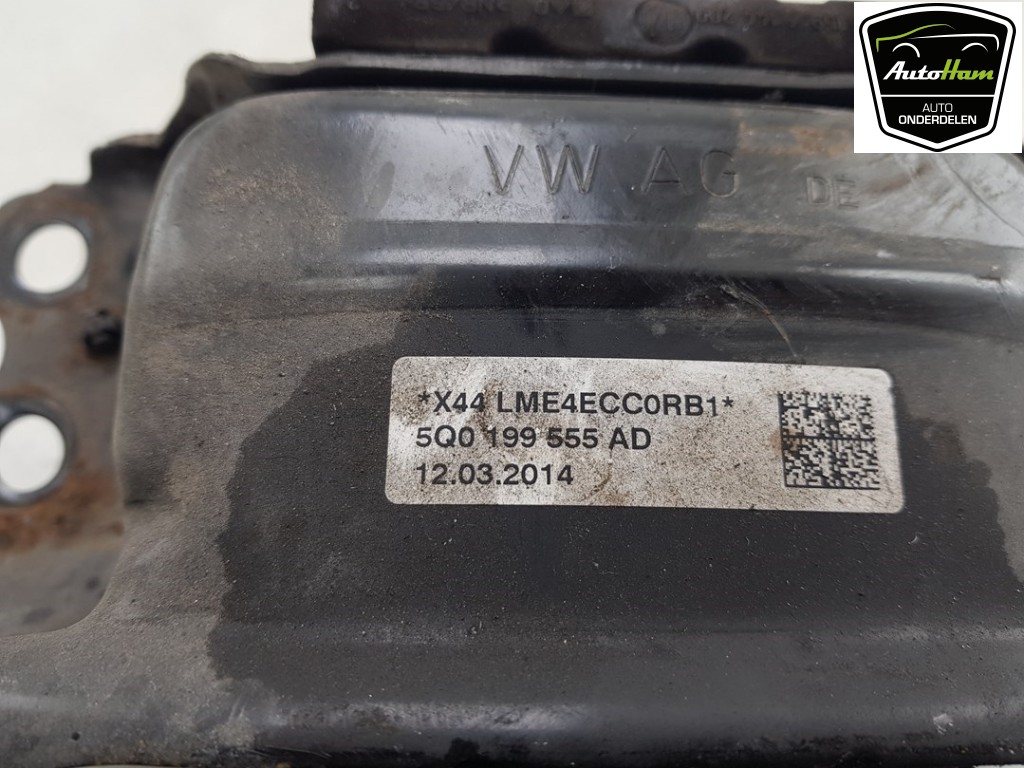 AutoHam
AUTO
ONDERDELEN
VW AG DE
*X44 LME4ECC0RB1*
5Q0 199 555 AD
12.03.2014